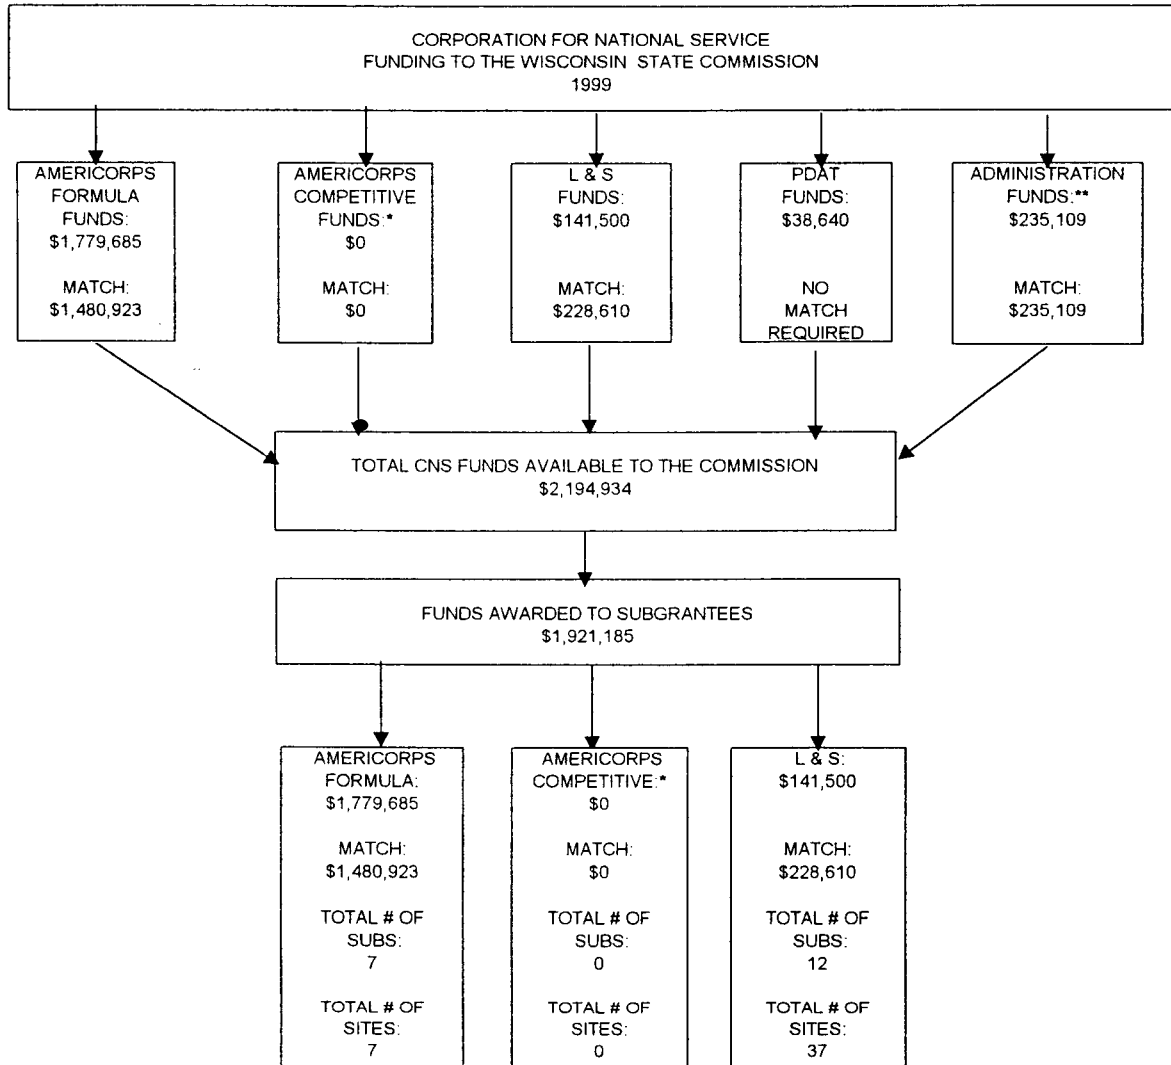 CORPORATION FOR NATIONAL SERVICE
FUNDING TO THE WISCONSIN STATE COMMISSION
1999
AMERICORPS
FORMULA
FUNDS:
$1,779,685
MATCH:
$1,480,923
AMERICORPS
COMPETITIVE
FUNDS:*
$0
MATCH:
$0
L & S
FUNDS:
$141,500
MATCH:
$228,610
PDAT
FUNDS:
$38,640
NO
MATCH
REQUIRED
ADMINISTRATION
FUNDS:**
$235,109
MATCH:
$235,109
TOTAL CNS FUNDS AVAILABLE TO THE COMMISSION
$2,194,934
FUNDS AWARDED TO SUBGRANTEES
$1,921,185
AMERICORPS
FORMULA:
$1,779,685
MATCH:
$1,480,923
TOTAL # OF
SUBS:
7
TOTAL # OF
SITES:
7
AMERICORPS
COMPETITIVE:*
$0
MATCH:
$0
TOTAL # OF
SUBS:
0
TOTAL # OF
SITES:
0
L & S:
$141,500
MATCH:
$228,610
TOTAL # OF
SUBS:
12
TOTAL # OF
SITES:
37